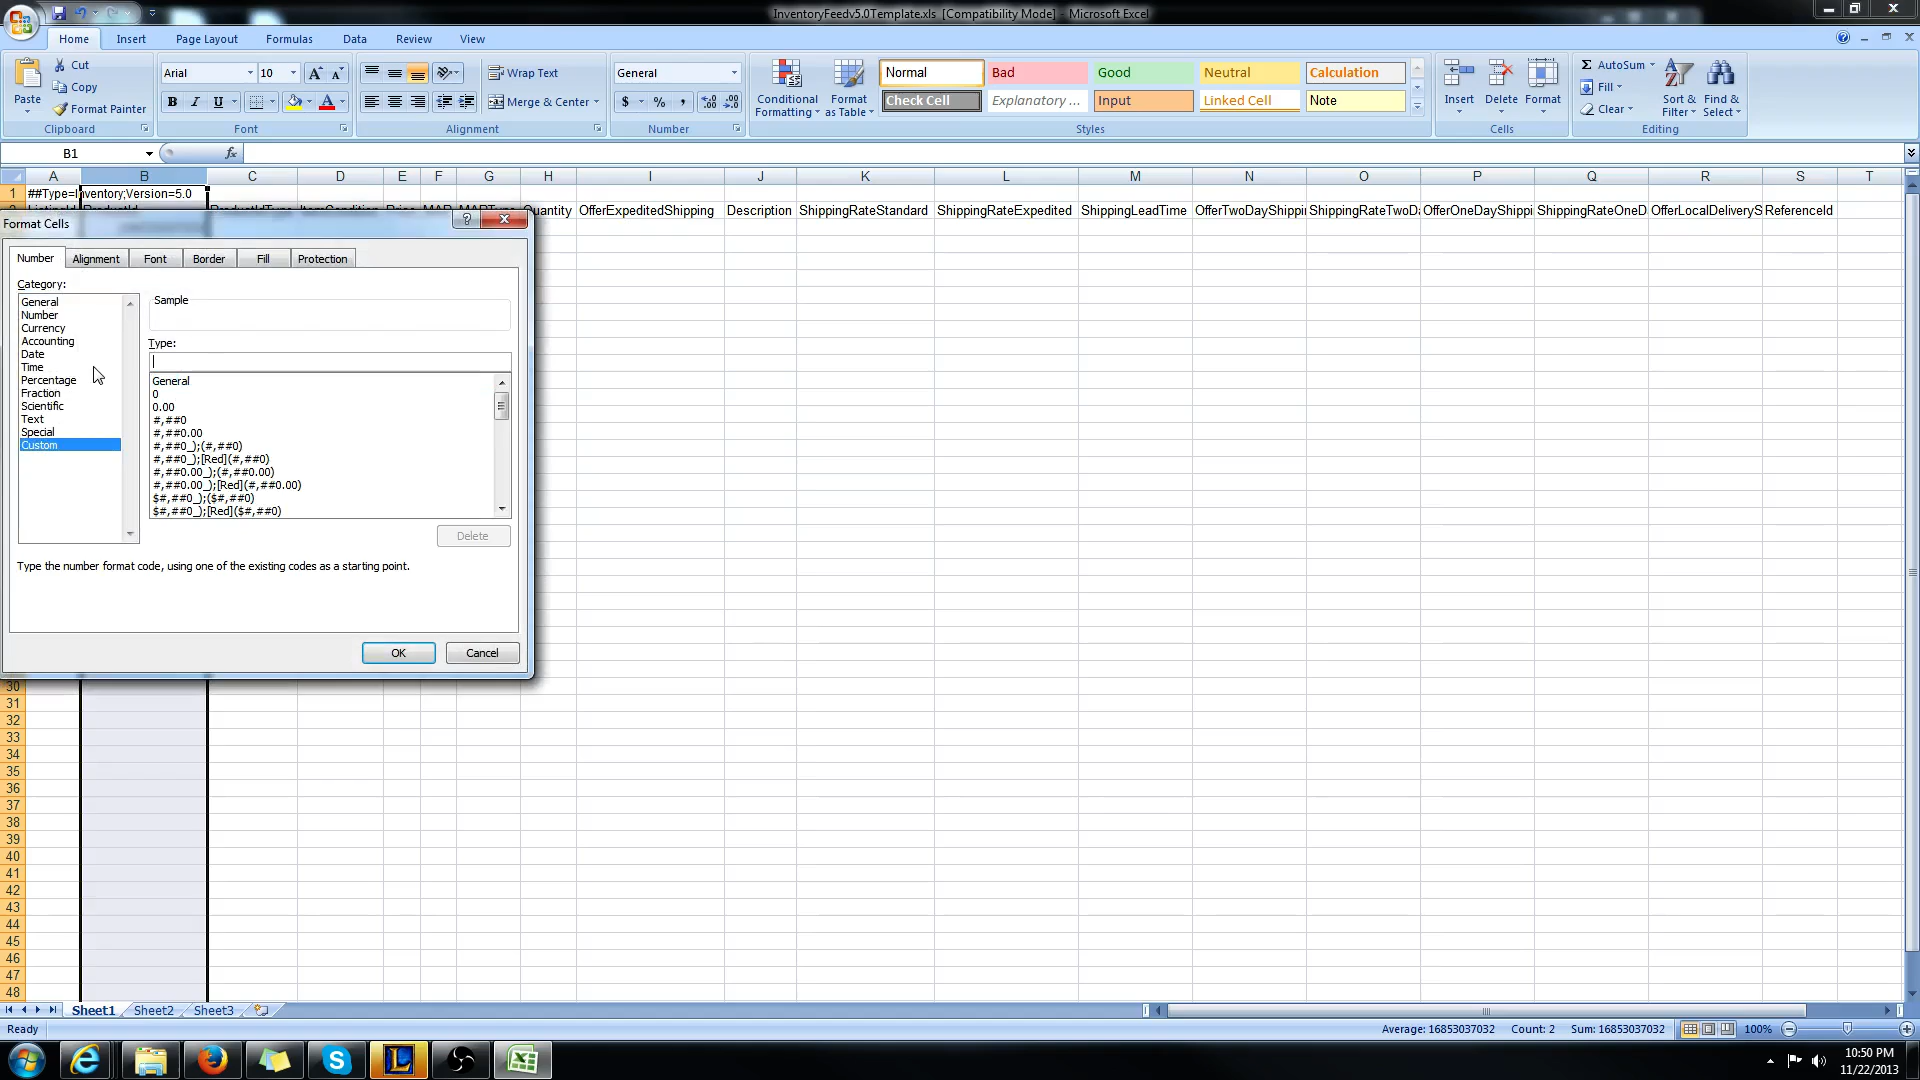 InventoryFeedv5.0Template.xls [Compatibility Mode] - Microsoft Excel
Home Insert Page Layout Formulas Data Review View
Paste
Cut
Copy
Format Painter
Clipboard
Arial 10
B I U
Font
Wrap Text
Merge & Center
Alignment
General
$ % ,
Number
Conditional Formatting
Format as Table
Normal Bad Good Neutral Calculation
Check Cell Explanatory ... Input Linked Cell Note
Styles
Insert Delete Format
Cells
AutoSum
Fill
Clear
Sort & Filter
Find & Select
Editing
B1 fx
A B C D E F G H I J K L M N O P Q R S T
1 ##Type=Inventory;Version=5.0
Quantity OfferExpeditedShipping Description ShippingRateStandard ShippingRateExpedited ShippingLeadTime OfferTwoDayShippi ShippingRateTwoDa OfferOneDayShippi ShippingRateOneD OfferLocalDeliveryS ReferenceId
Format Cells
Number Alignment Font Border Fill Protection
Category:
General
Number
Currency
Accounting
Date
Time
Percentage
Fraction
Scientific
Text
Special
Custom
Sample
Type:
General
0
0.00
#,##0
#,##0.00
#,##0_);(#,##0)
#,##0_);[Red](#,##0)
#,##0.00_);(#,##0.00)
#,##0.00_);[Red](#,##0.00)
$#,##0_);($#,##0)
$#,##0_);[Red]($#,##0)
Delete
Type the number format code, using one of the existing codes as a starting point.
OK Cancel
30
31
32
33
34
35
36
37
38
39
40
41
42
43
44
45
46
47
48
Sheet1 Sheet2 Sheet3
Ready Average: 16853037032 Count: 2 Sum: 16853037032 100%
10:50 PM
11/22/2013